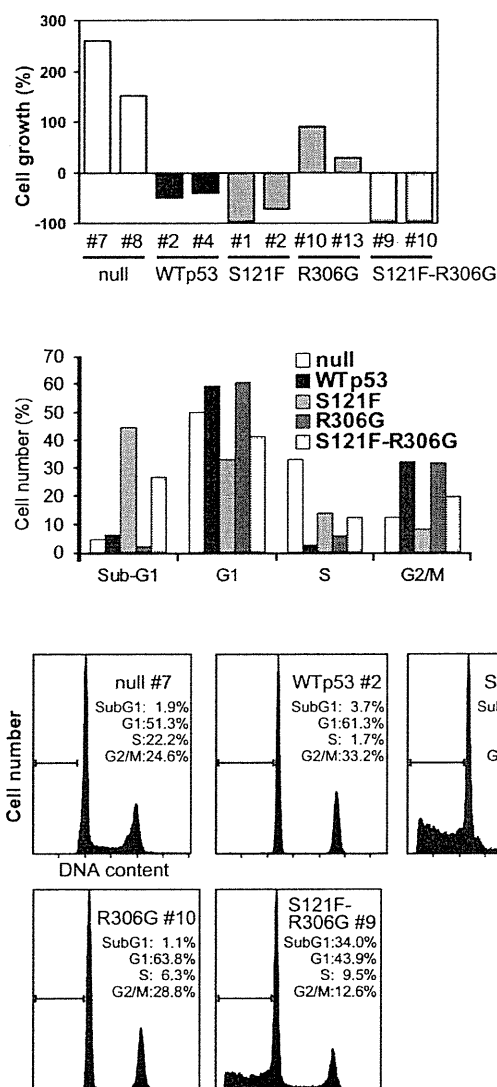 300
200
100
0
-100
Cell growth (%)
#7 #8 #2 #4 #1 #2 #10 #13 #9 #10
null WTp53 S121F R306G S121F-R306G
70
60
50
40
30
20
10
0
Cell number (%)
null
WTp53
S121F
R306G
S121F-R306G
Sub-G1 G1 S G2/M
Cell number
null #7
SubG1: 1.9%
G1:51.3%
S:22.2%
G2/M:24.6%
DNA content
WTp53 #2
SubG1: 3.7%
G1:61.3%
S: 1.7%
G2/M:33.2%
S
Sub
G
R306G #10
SubG1: 1.1%
G1:63.8%
S: 6.3%
G2/M:28.8%
S121F-
R306G #9
SubG1:34.0%
G1:43.9%
S: 9.5%
G2/M:12.6%